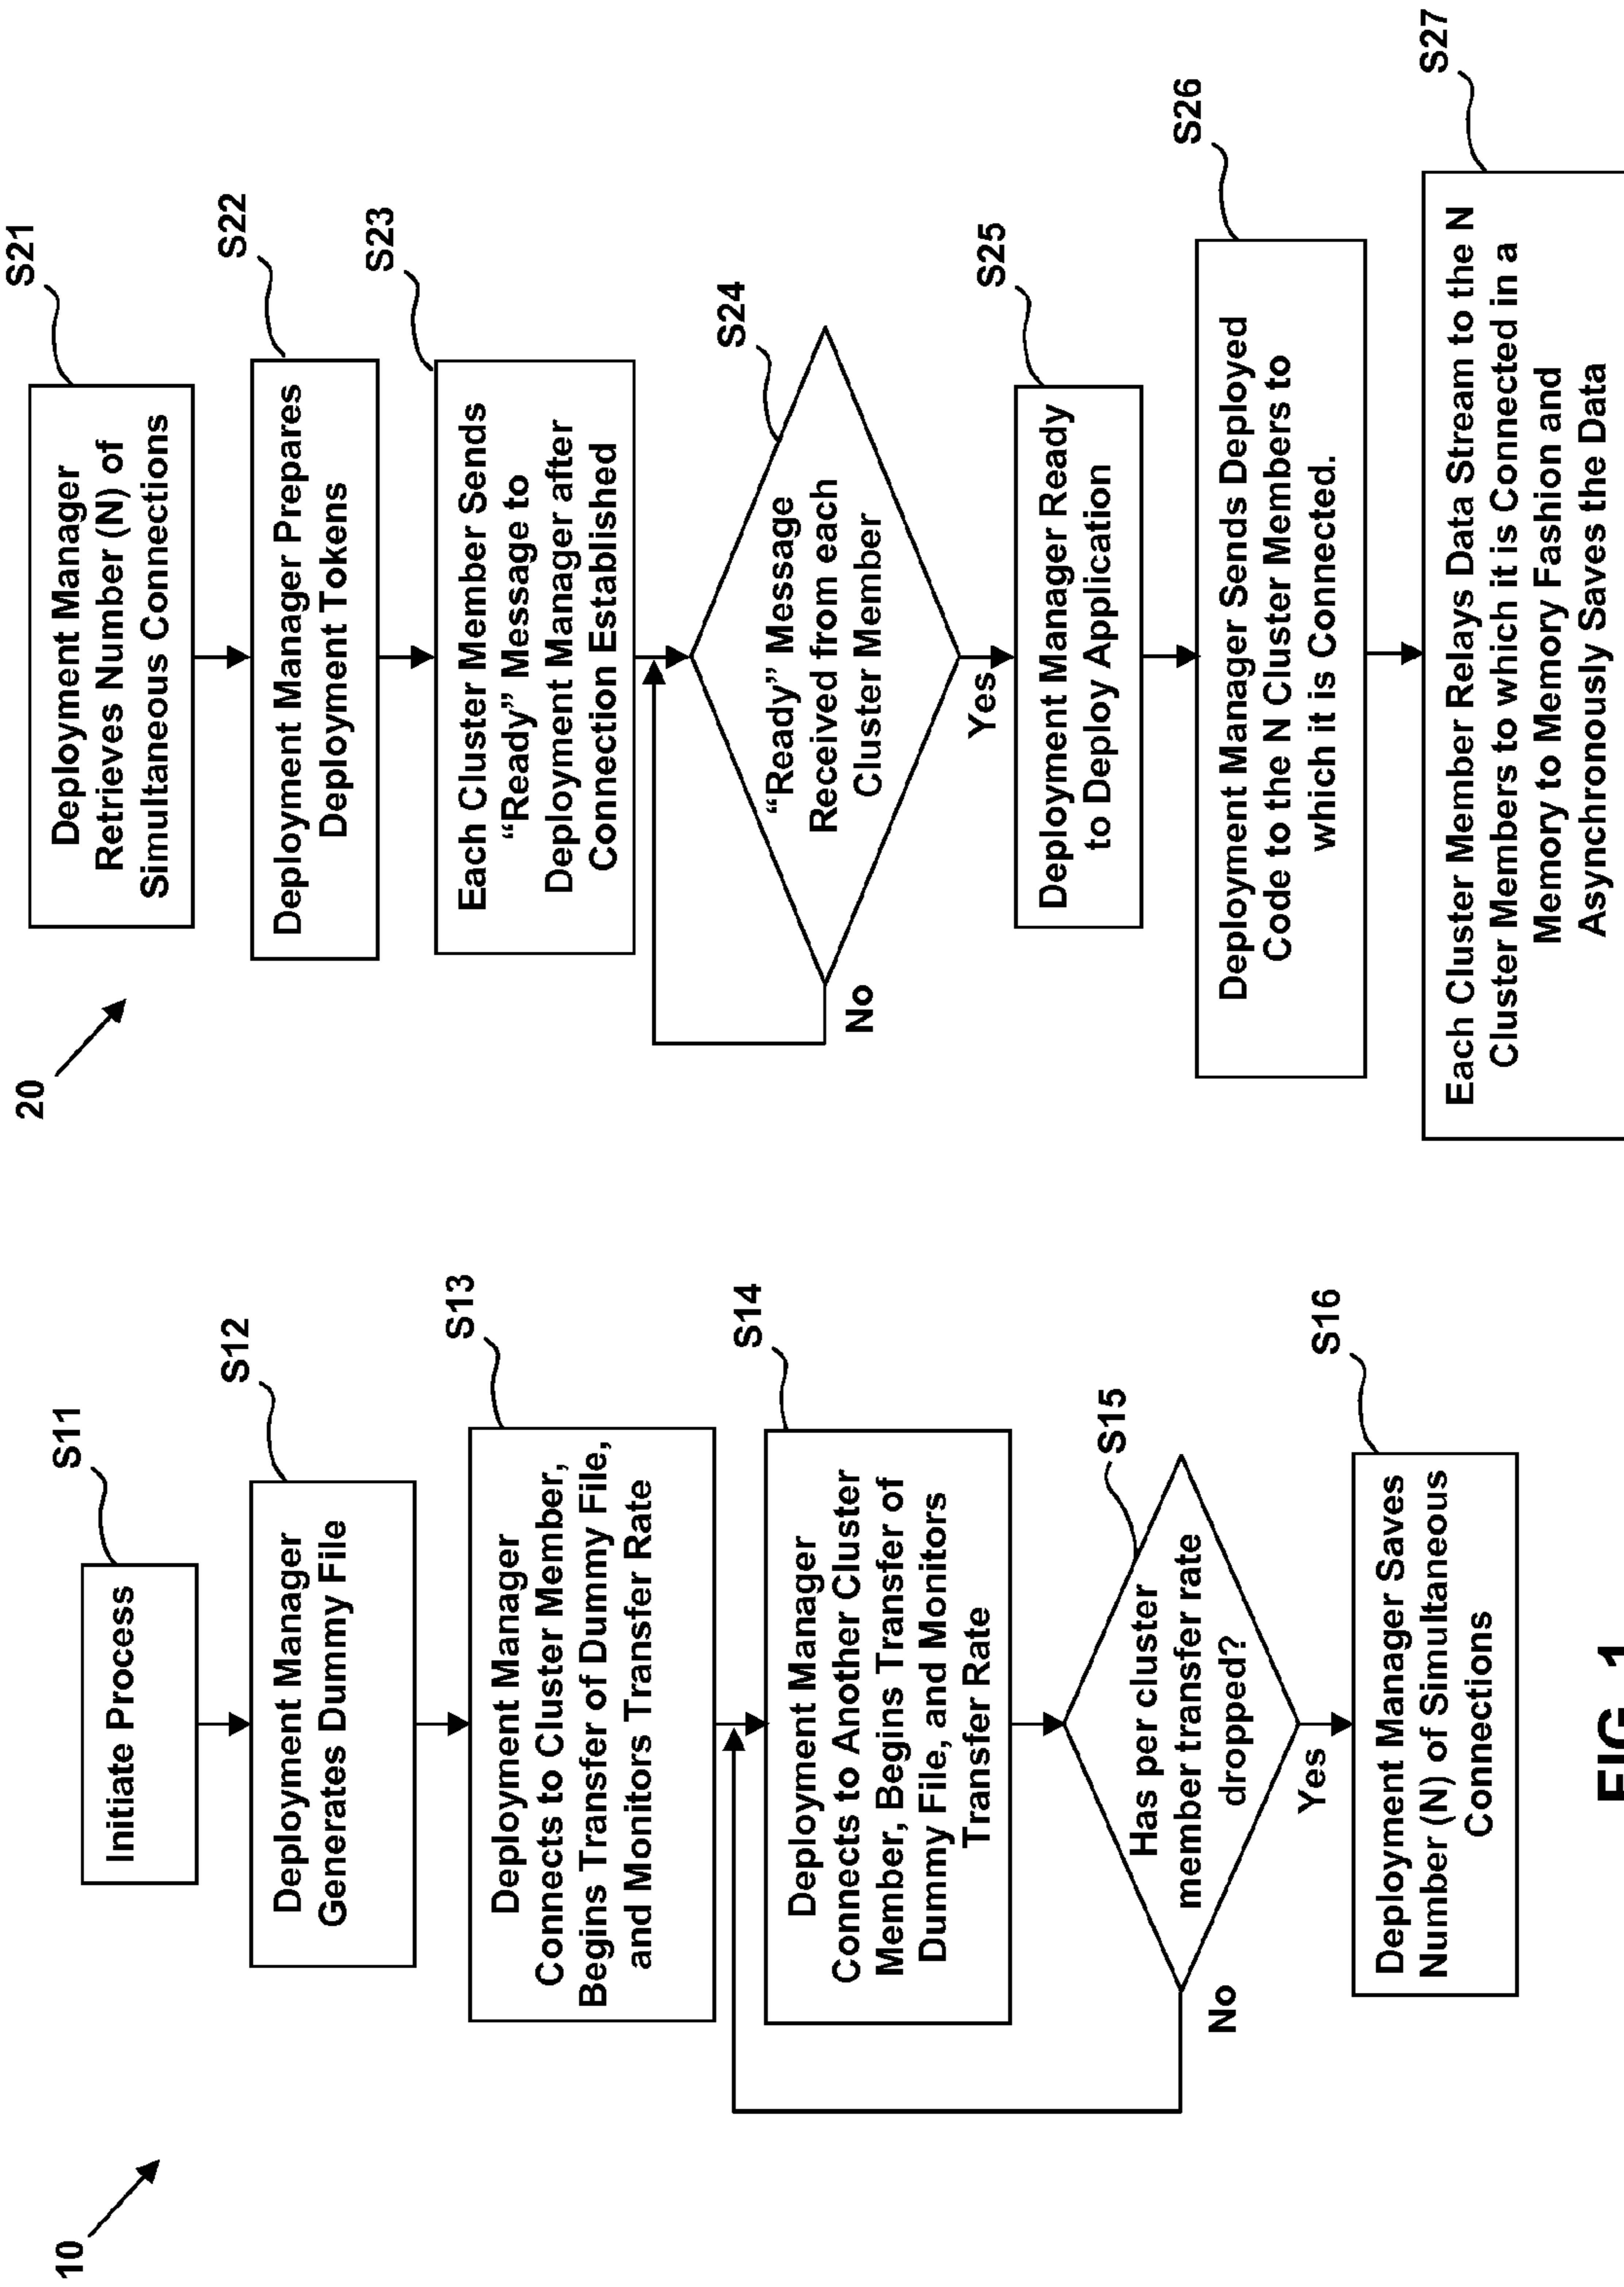 10
S11
Initiate Process
S12
Deployment Manager
Generates Dummy File
S13
Deployment Manager
Connects to Cluster Member,
Begins Transfer of Dummy File,
and Monitors Transfer Rate
S14
Deployment Manager
Connects to Another Cluster
Member, Begins Transfer of
Dummy File, and Monitors
Transfer Rate
S15
Has per cluster
member transfer rate
dropped?
No
Yes
S16
Deployment Manager Saves
Number (N) of Simultaneous
Connections
20
S21
Deployment Manager
Retrieves Number (N) of
Simultaneous Connections
S22
Deployment Manager Prepares
Deployment Tokens
S23
Each Cluster Member Sends
“Ready” Message to
Deployment Manager after
Connection Established
S24
“Ready” Message
Received from each
Cluster Member
No
Yes
S25
Deployment Manager Ready
to Deploy Application
S26
Deployment Manager Sends Deployed
Code to the N Cluster Members to
which it is Connected.
S27
Each Cluster Member Relays Data Stream to the N
Cluster Members to which it is Connected in a
Memory to Memory Fashion and
Asynchronously Saves the Data
FIG. 1